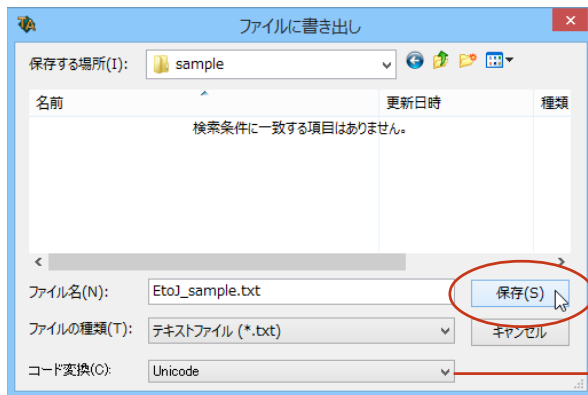 ファイルに書き出し
保存する場所(I): sample
名前 更新日時 種類
検索条件に一致する項目はありません。
ファイル名(N): EtoJ_sample.txt 保存(S)
ファイルの種類(T): テキストファイル (*.txt) キャンセル
コード変換(C): Unicode